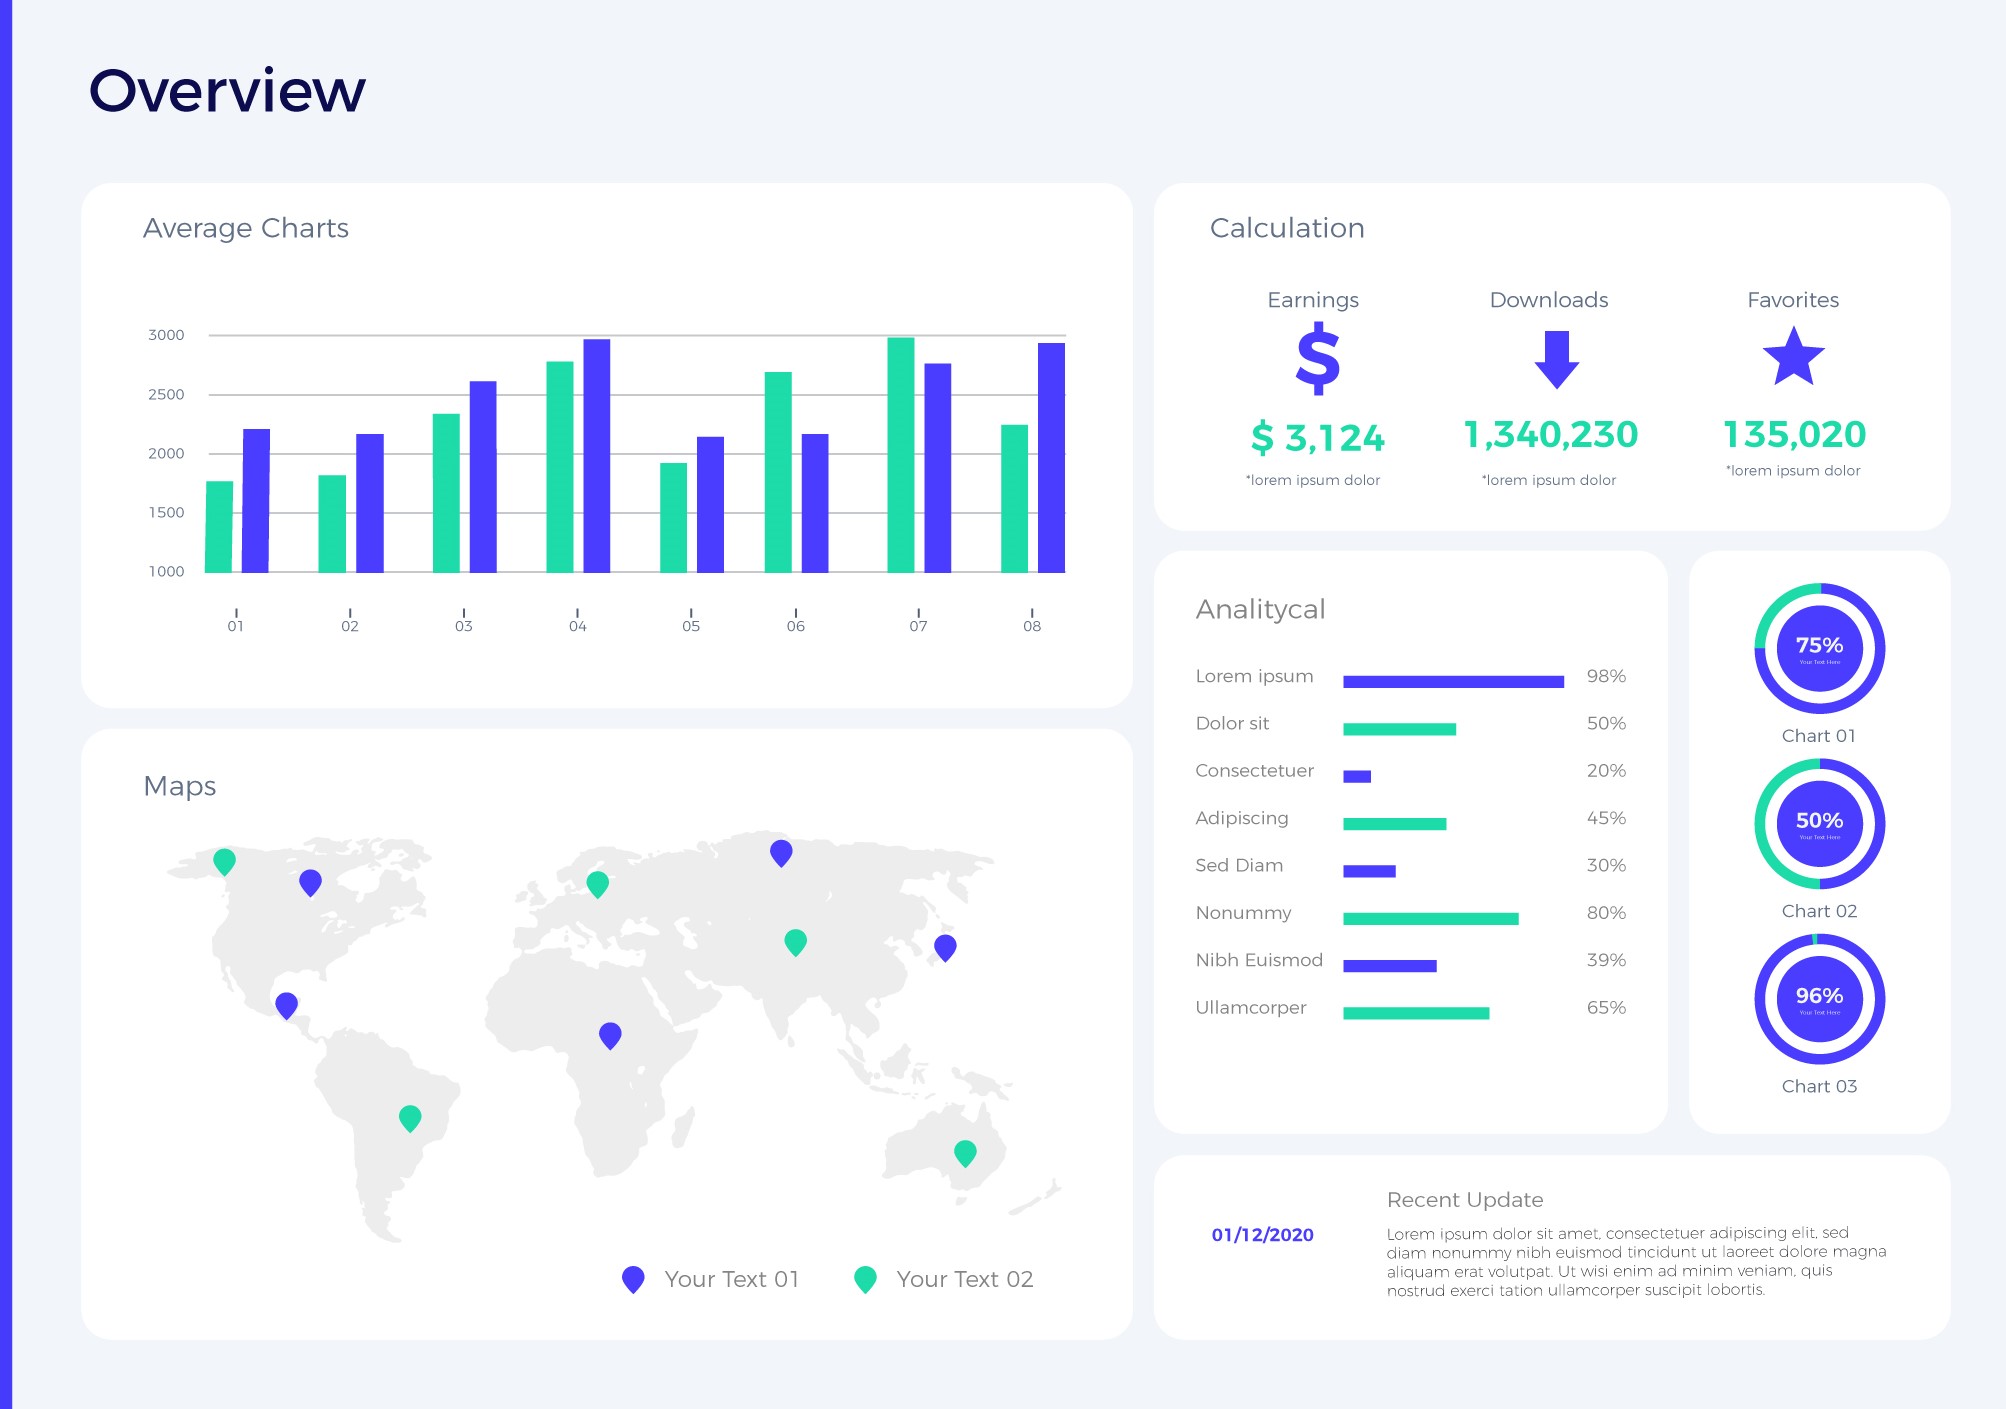 Overview
Average Charts
3000
2500
2000
1500
1000
01 02 03 04 05 06 07 08
Maps
Your Text 01 Your Text 02
Calculation
Earnings Downloads Favorites
$
$ 3,124 1,340,230 135,020
*lorem ipsum dolor *lorem ipsum dolor *lorem ipsum dolor
Analitycal
Lorem ipsum 98%
Dolor sit 50%
Consectetuer 20%
Adipiscing 45%
Sed Diam 30%
Nonummy 80%
Nibh Euismod 39%
Ullamcorper 65%
75%
Your Text Here
Chart 01
50%
Your Text Here
Chart 02
96%
Your Text Here
Chart 03
01/12/2020
Recent Update
Lorem ipsum dolor sit amet, consectetuer adipiscing elit, sed
diam nonummy nibh euismod tincidunt ut laoreet dolore magna
aliquam erat volutpat. Ut wisi enim ad minim veniam, quis
nostrud exerci tation ullamcorper suscipit lobortis.